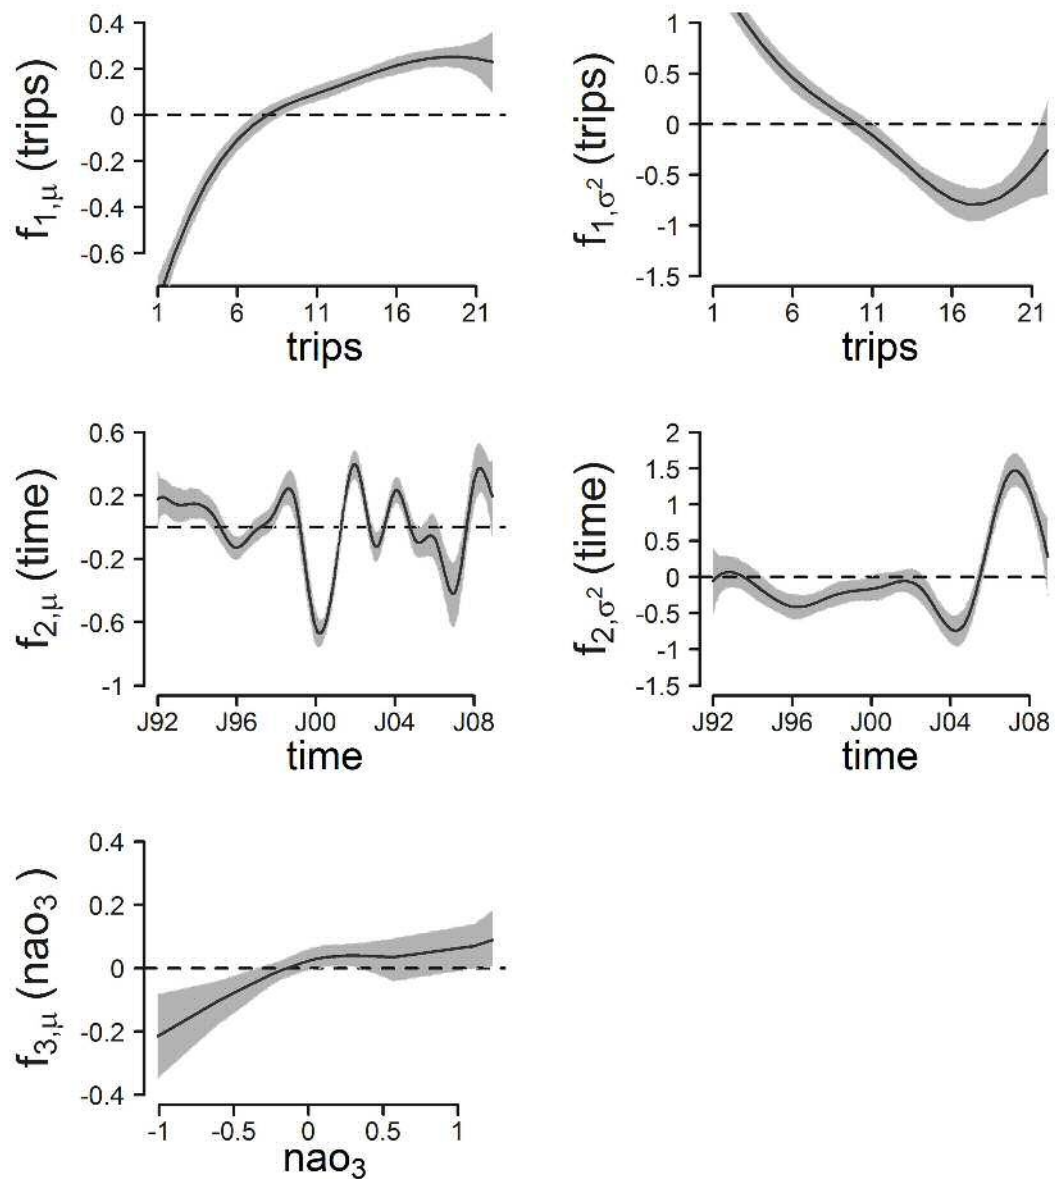 0.4
0.2
0
-0.2
-0.4
-0.6
f1,μ (trips)
1 6 11 16 21
trips
1
0.5
0
-0.5
-1
-1.5
f1,σ² (trips)
1 6 11 16 21
trips
0.6
0.2
-0.2
-0.6
-1
f2,μ (time)
J92 J96 J00 J04 J08
time
2
1.5
1
0.5
0
-0.5
-1
-1.5
f2,σ² (time)
J92 J96 J00 J04 J08
time
0.4
0.2
0
-0.2
-0.4
f3,μ (nao3 )
-1 -0.5 0 0.5 1
nao3